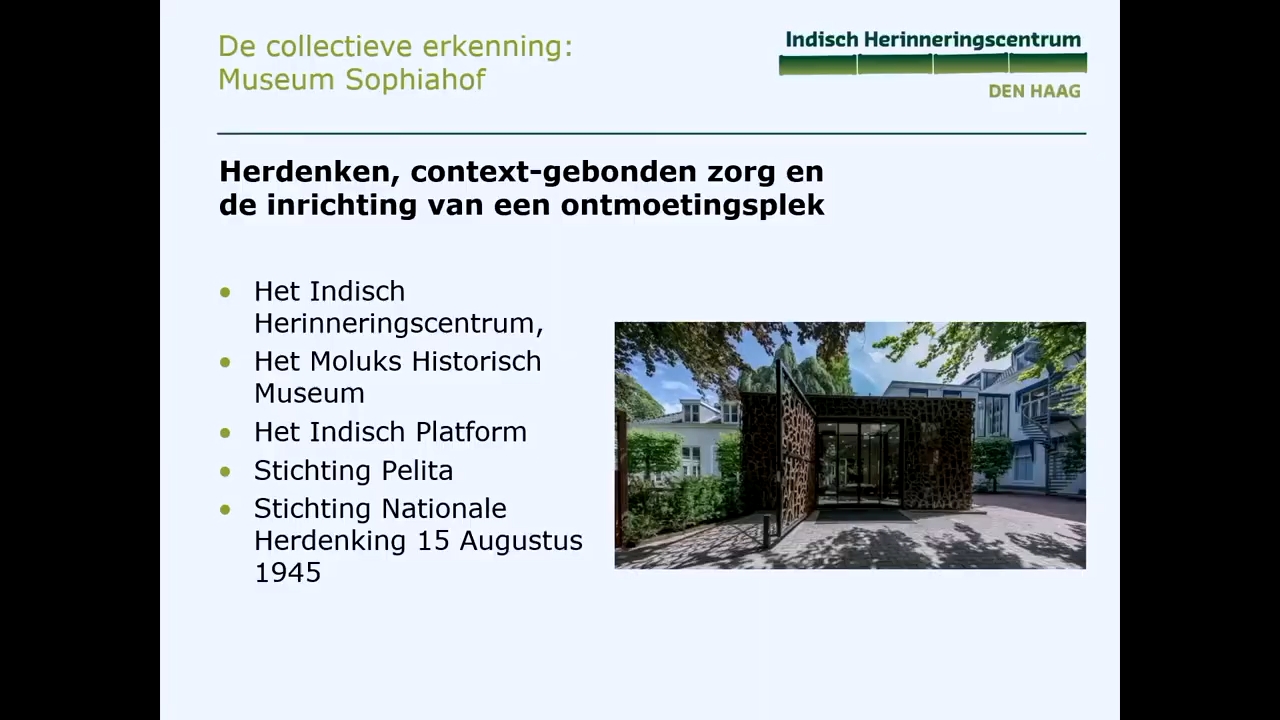 De collectieve erkenning:
Museum Sophiahof
Indisch Herinneringscentrum
DEN HAAG
Herdenken, context-gebonden zorg en
de inrichting van een ontmoetingsplek
• Het Indisch
Herinneringscentrum,
• Het Moluks Historisch
Museum
• Het Indisch Platform
• Stichting Pelita
• Stichting Nationale
Herdenking 15 Augustus
1945